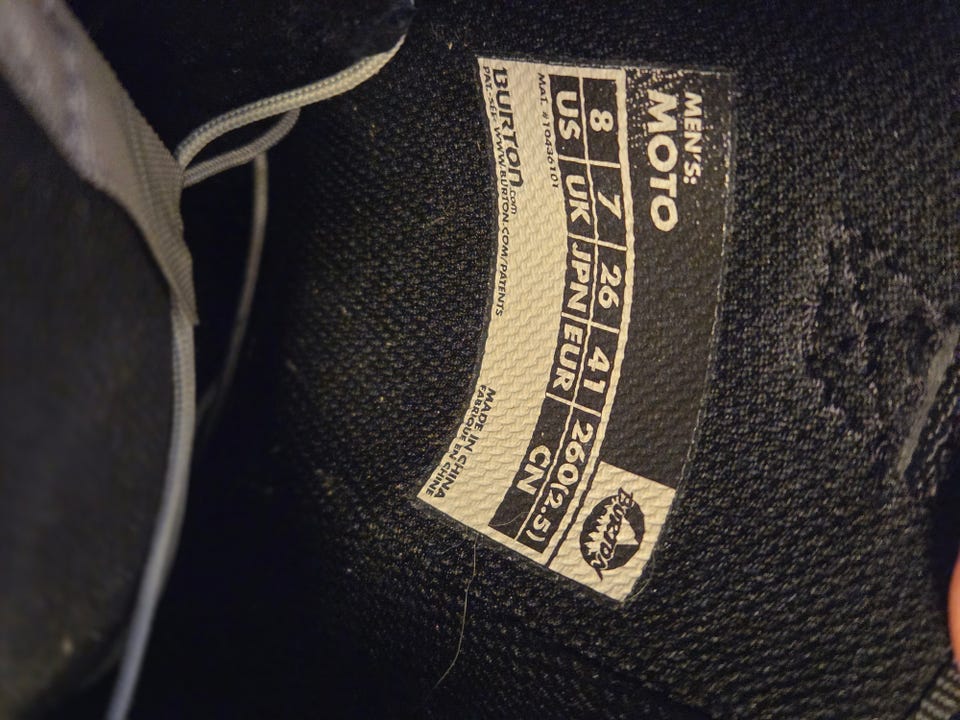 MEN'S:
MOTO
8 7 26 41 260(2.5)
US UK JPN EUR CN
MAT. #10436101
BURTON.com
PAT.-SEE WWW.BURTON.COM/PATENTS
MADE IN CHINA
FABRIQUE EN CHINE
BURTON